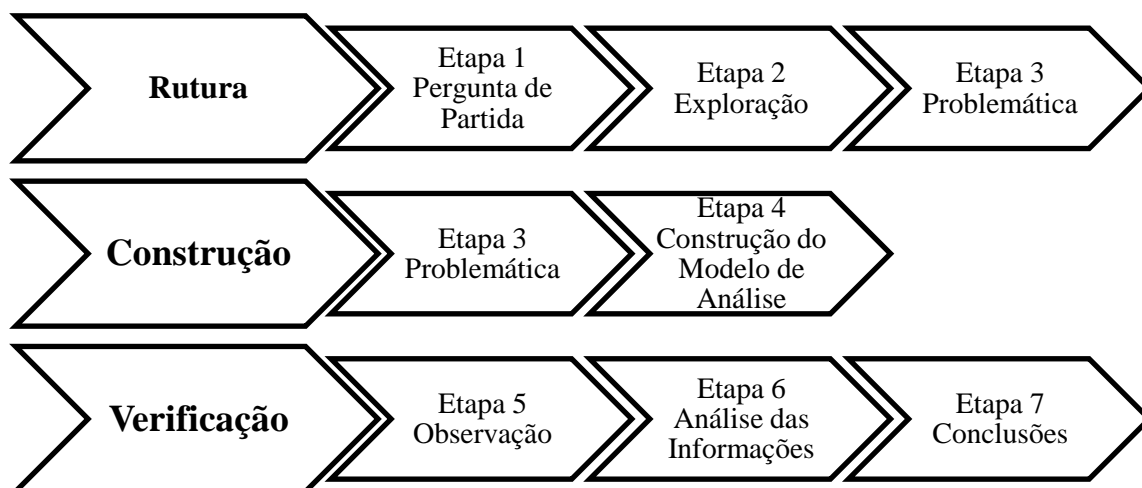 Rutura
Etapa 1
Pergunta de
Partida
Etapa 2
Exploração
Etapa 3
Problemática
Construção
Etapa 3
Problemática
Etapa 4
Construção do
Modelo de
Análise
Verificação
Etapa 5
Observação
Etapa 6
Análise das
Informações
Etapa 7
Conclusões